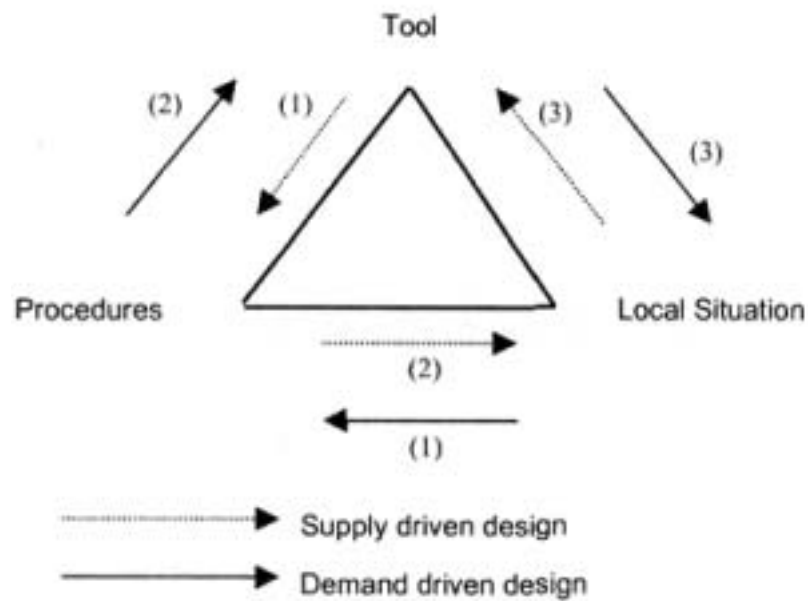 Tool
(2)
(1)
(3)
(3)
Procedures
Local Situation
(2)
(1)
Supply driven design
Demand driven design